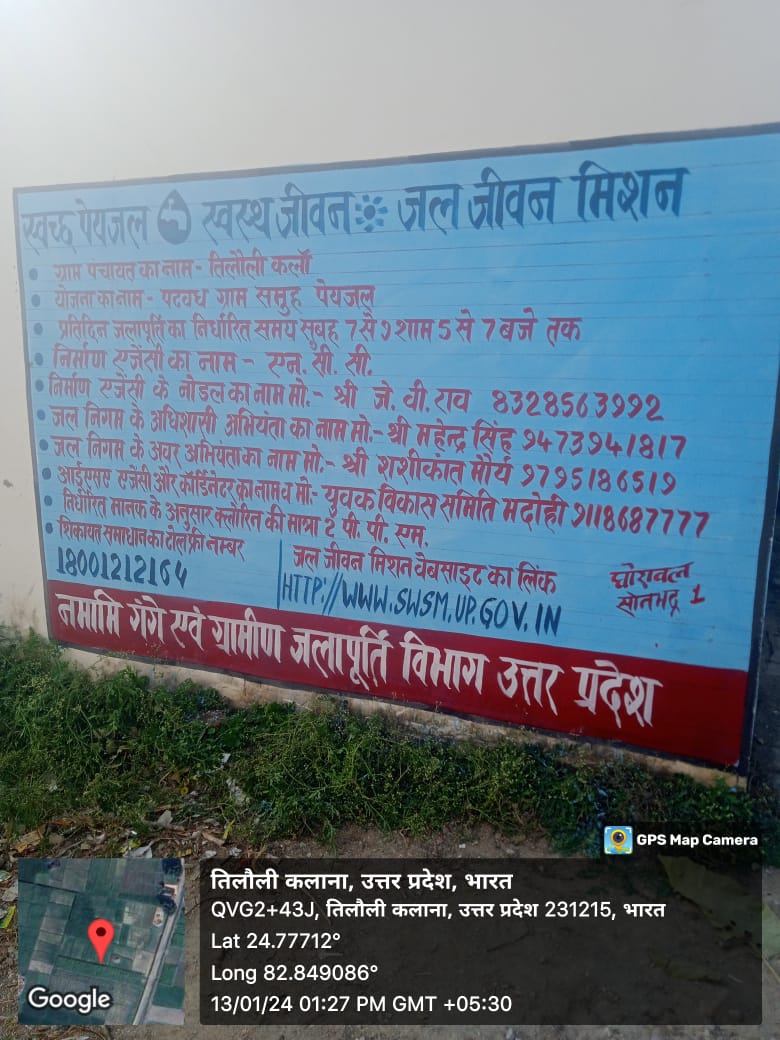 स्वच्छ पेयजल स्वस्थ जीवन जल जीवन मिशन
ग्राम पंचायत का नाम - तिलौली कलॉ
योजना का नाम - पटवध ग्राम समुह पेयजल
प्रतिदिन जलापूर्ति का निर्धारित समय सुबह 7 से 9 शाम 5 से 7 बजे तक
निर्माण एजेंसी का नाम - एन. सी. सी.
निर्माण एजेंसी के नोडल का नाम मो.- श्री जे. वी. राव 8328563992
जल निगम के अधिशासी अभियंता का नाम मो.- श्री महेन्द्र सिंह 9473941817
जल निगम के अवर अभियंता का नाम मो.- श्री शशीकांत मौर्य 9795186519
आईएसए एजेंसी और कॉर्डिनेटर का नाम व मो.- युवक विकास समिति भदोही 9118687777
निर्धारित मानक के अनुसार क्लोरिन की मात्रा 2 पी. पी. एम.
शिकायत समाधान का टोल फ्री नम्बर
18001212164
जल जीवन मिशन वेबसाइट का लिंक
HTTP://WWW.SWSM.UP.GOV.IN
घोरावल
सोनभद्र 1
नमामि गंगे एवं ग्रामीण जलापूर्ति विभाग उत्तर प्रदेश
GPS Map Camera
तिलौली कलाना, उत्तर प्रदेश, भारत
QVG2+43J, तिलौली कलाना, उत्तर प्रदेश 231215, भारत
Lat 24.77712°
Long 82.849086°
13/01/24 01:27 PM GMT +05:30
Google